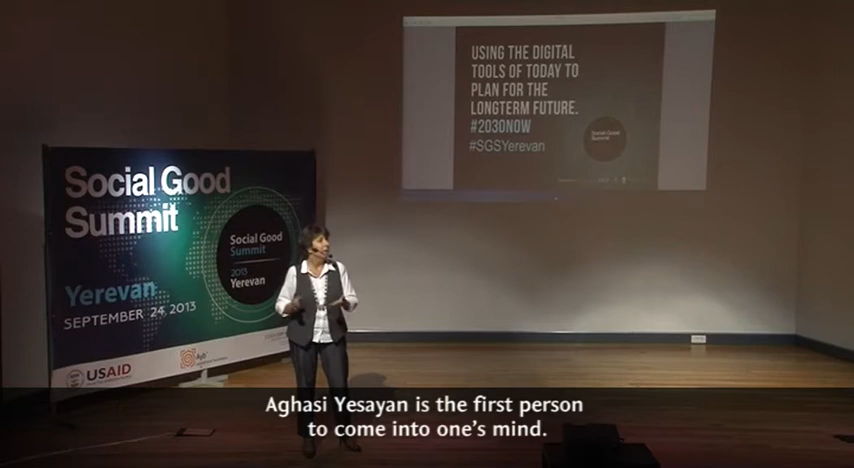 USING THE DIGITAL
TOOLS OF TODAY TO
PLAN FOR THE
LONGTERM FUTURE.
#2030NOW
#SGSYerevan
Social Good
Summit
Social Good
Summit
Yerevan
SEPTEMBER 24, 2013
Social Good
Summit
2013
Yerevan
USAID
Ayb
Aghasi Yesayan is the first person
to come into one's mind.